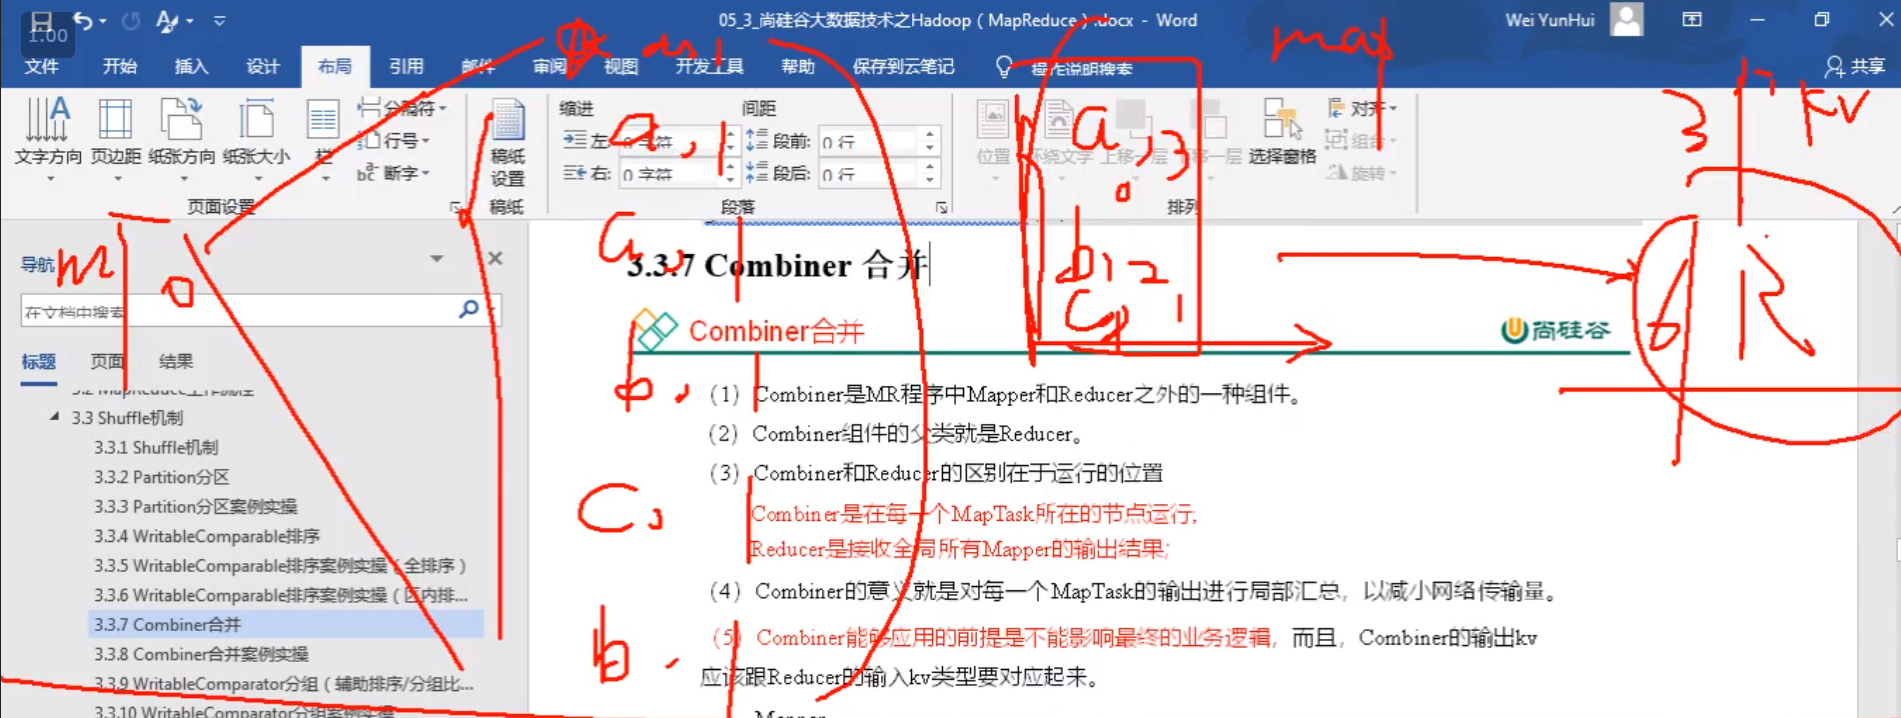 1.00
05_3_尚硅谷大数据技术之Hadoop（MapReduce）.docx - Word
Wei YunHui
文件 开始 插入 设计 布局 引用 邮件 审阅 视图 开发工具 帮助 保存到云笔记 操作说明搜索 共享
map
文字方向 页边距 纸张方向 纸张大小 栏
分隔符
行号
断字
页面设置
稿纸
设置
稿纸
缩进 间距
左: 0 字符 段前: 0 行
右: 0 字符 段后: 0 行
段落
位置 环绕文字 上移一层 下移一层 选择窗格
对齐
组合
旋转
排列
a, 1
a, 1
b, 1
c, 1
b, 1
a, 3
b, 2
c, 1
3
kv
6
R
导航
在文档中搜索
标题 页面 结果
3.2 MapReduce工作流程
3.3 Shuffle机制
3.3.1 Shuffle机制
3.3.2 Partition分区
3.3.3 Partition分区案例实操
3.3.4 WritableComparable排序
3.3.5 WritableComparable排序案例实操（全排序）
3.3.6 WritableComparable排序案例实操（区内排...
3.3.7 Combiner合并
3.3.8 Combiner合并案例实操
3.3.9 WritableComparator分组（辅助排序/分组比...
3.3.10 WritableComparator分组案例实操
3.3.7 Combiner 合并
Combiner合并
尚硅谷
（1）Combiner是MR程序中Mapper和Reducer之外的一种组件。
（2）Combiner组件的父类就是Reducer。
（3）Combiner和Reducer的区别在于运行的位置
Combiner是在每一个MapTask所在的节点运行;
Reducer是接收全局所有Mapper的输出结果;
（4）Combiner的意义就是对每一个MapTask的输出进行局部汇总，以减小网络传输量。
（5）Combiner能够应用的前提是不能影响最终的业务逻辑，而且，Combiner的输出kv
应该跟Reducer的输入kv类型要对应起来。
Mapper